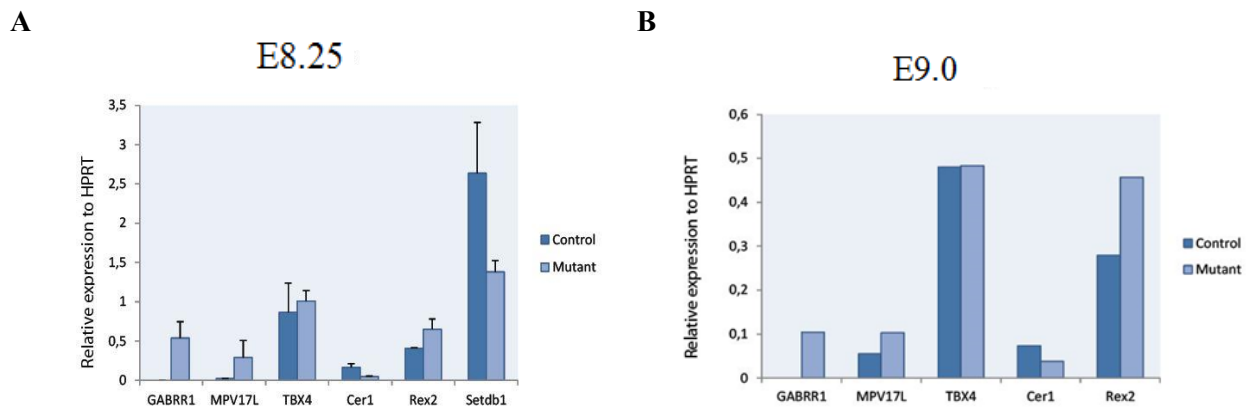 A
E8.25
Relative expression to HPRT
3,5
3
2,5
2
1,5
1
0,5
0
GABRR1 MPV17L TBX4 Cer1 Rex2 Setdb1
Control
Mutant
B
E9.0
Relative expression to HPRT
0,6
0,5
0,4
0,3
0,2
0,1
0
GABRR1 MPV17L TBX4 Cer1 Rex2
Control
Mutant